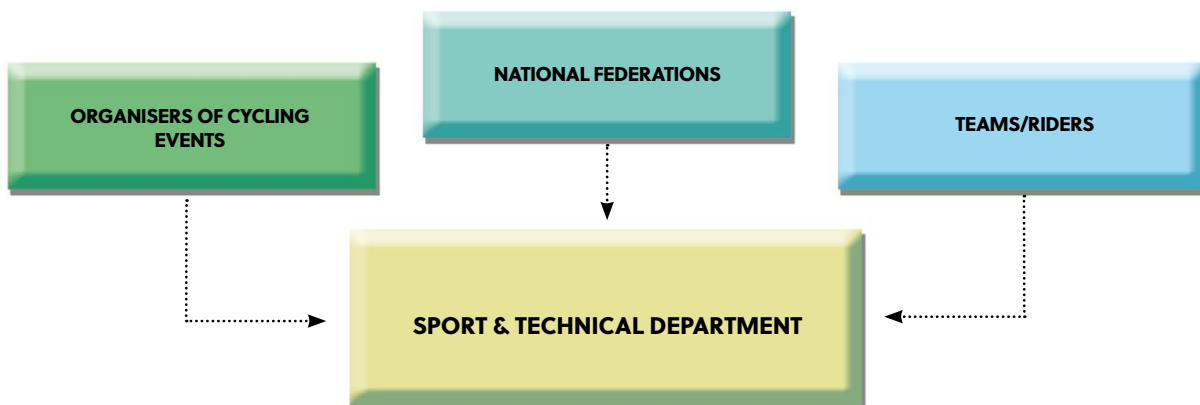 NATIONAL FEDERATIONS
ORGANISERS OF CYCLING
EVENTS
TEAMS/RIDERS
SPORT & TECHNICAL DEPARTMENT